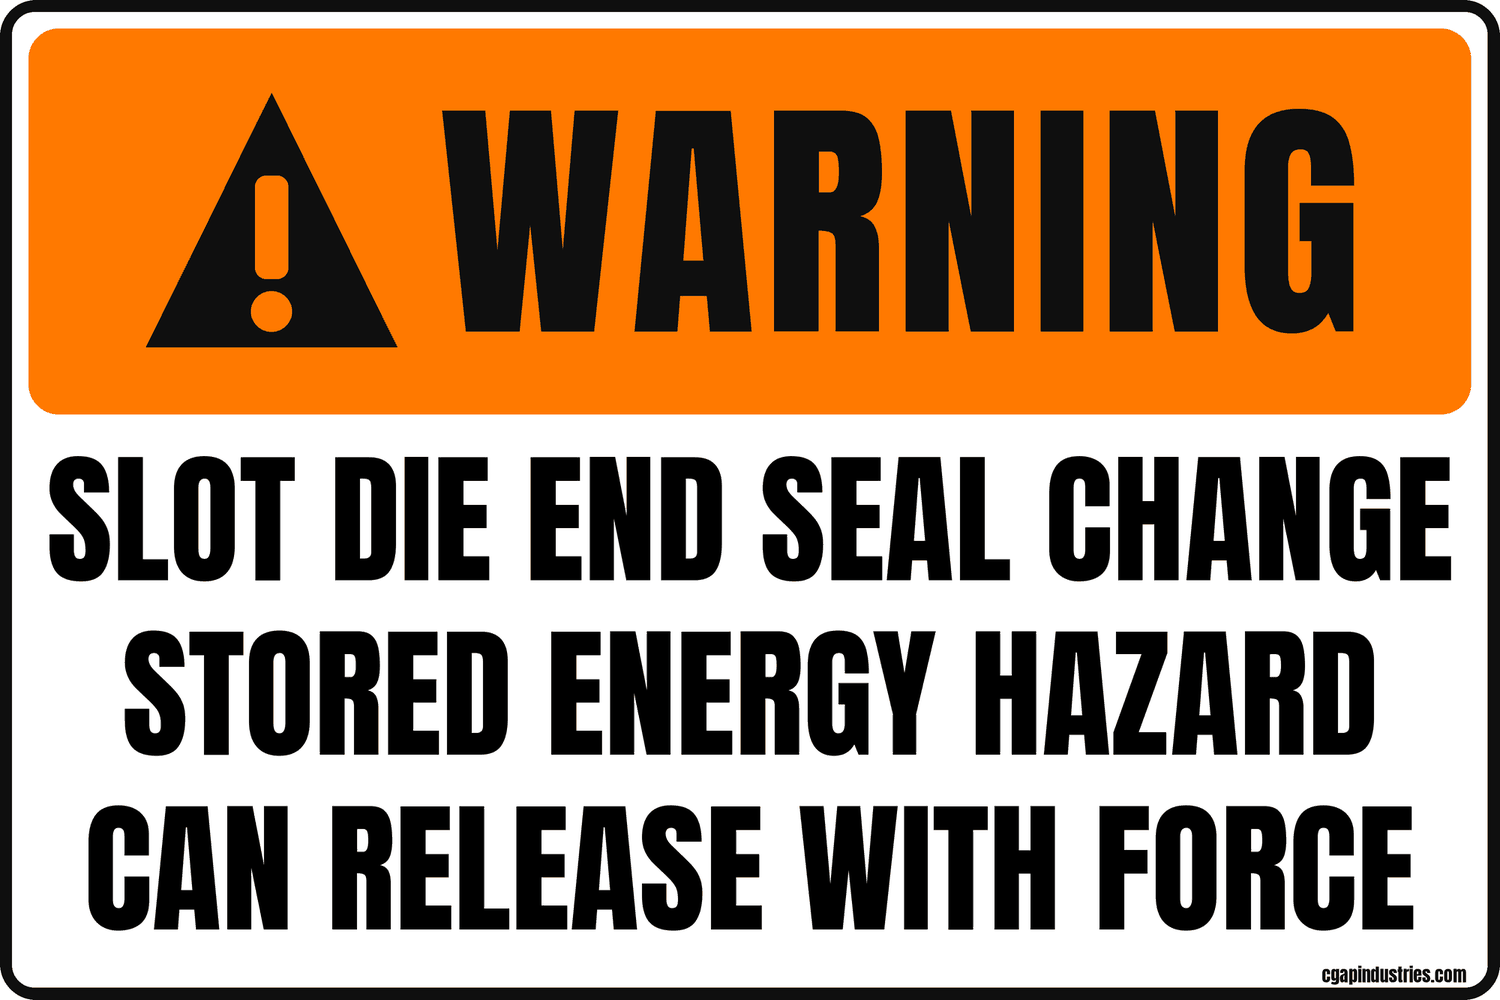 WARNING
SLOT DIE END SEAL CHANGE
STORED ENERGY HAZARD
CAN RELEASE WITH FORCE
cgapindustries.com